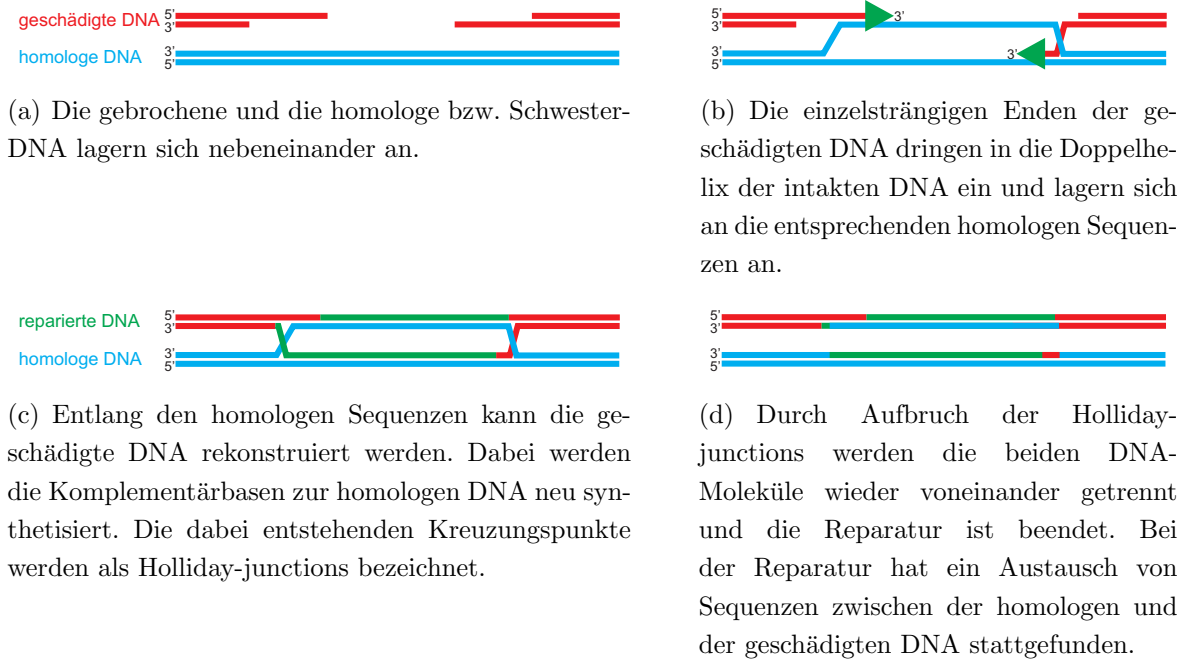 geschädigte DNA
5'
3'
homologe DNA
3'
5'
(a) Die gebrochene und die homologe bzw. Schwester-
DNA lagern sich nebeneinander an.
5'
3'
3'
3'
5'
3'
(b) Die einzelsträngigen Enden der ge-
schädigten DNA dringen in die Doppelhe-
lix der intakten DNA ein und lagern sich
an die entsprechenden homologen Sequen-
zen an.
reparierte DNA
5'
3'
homologe DNA
3'
5'
(c) Entlang den homologen Sequenzen kann die ge-
schädigte DNA rekonstruiert werden. Dabei werden
die Komplementärbasen zur homologen DNA neu syn-
thetisiert. Die dabei entstehenden Kreuzungspunkte
werden als Holliday-junctions bezeichnet.
5'
3'
3'
5'
(d) Durch Aufbruch der Holliday-
junctions werden die beiden DNA-
Moleküle wieder voneinander getrennt
und die Reparatur ist beendet. Bei
der Reparatur hat ein Austausch von
Sequenzen zwischen der homologen und
der geschädigten DNA stattgefunden.